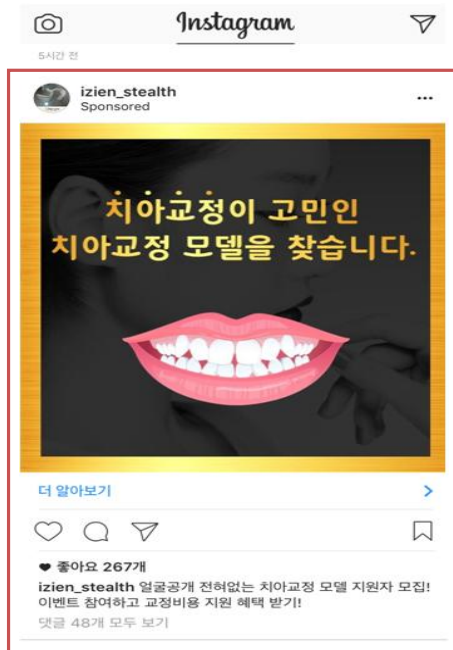 Instagram
5시간 전
izien_stealth
Sponsored
치아교정이 고민인
치아교정 모델을 찾습니다.
더 알아보기
좋아요 267개
izien_stealth 얼굴공개 전혀없는 치아교정 모델 지원자 모집!
이벤트 참여하고 교정비용 지원 혜택 받기!
댓글 48개 모두 보기